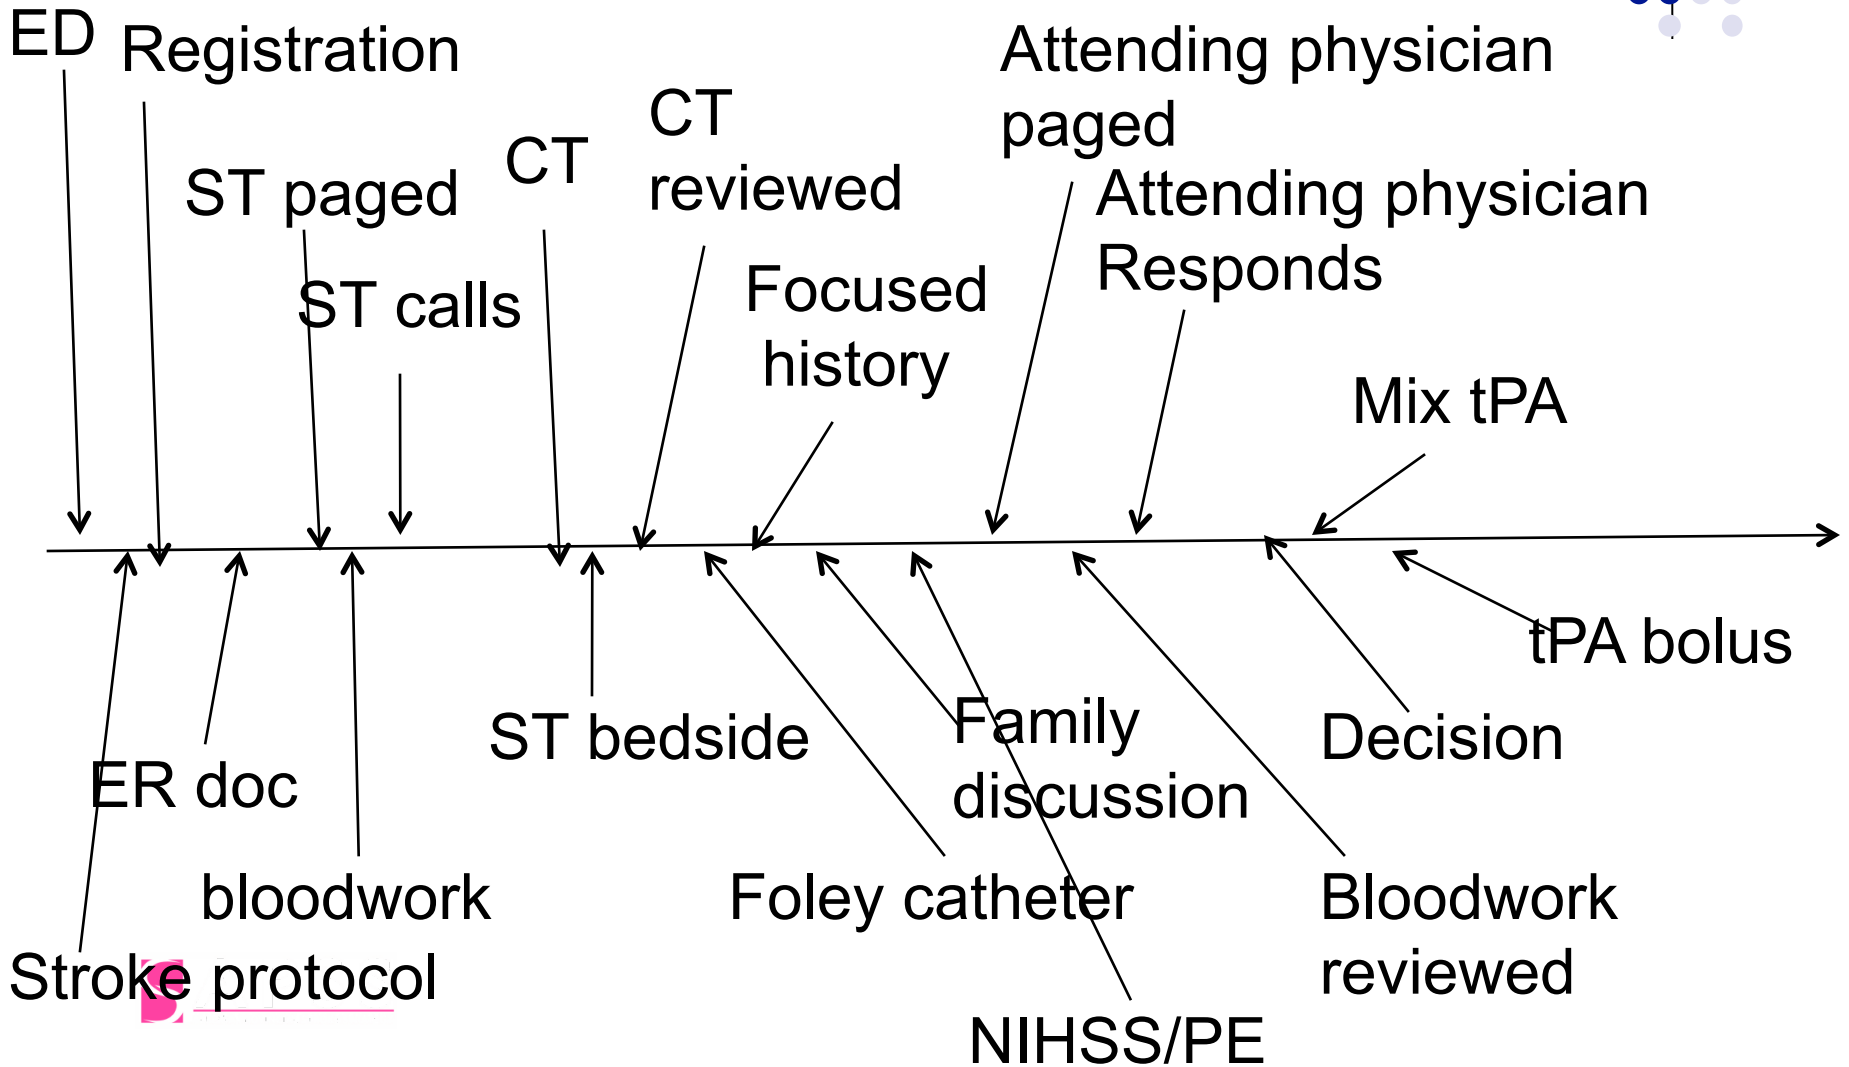 ED
Registration
Attending physician
paged
CT
reviewed
CT
ST paged
Attending physician
Responds
ST calls
Focused
history
Mix tPA
tPA bolus
ST bedside
Family
discussion
Decision
ER doc
bloodwork
Foley catheter
Bloodwork
reviewed
Stroke protocol
NIHSS/PE